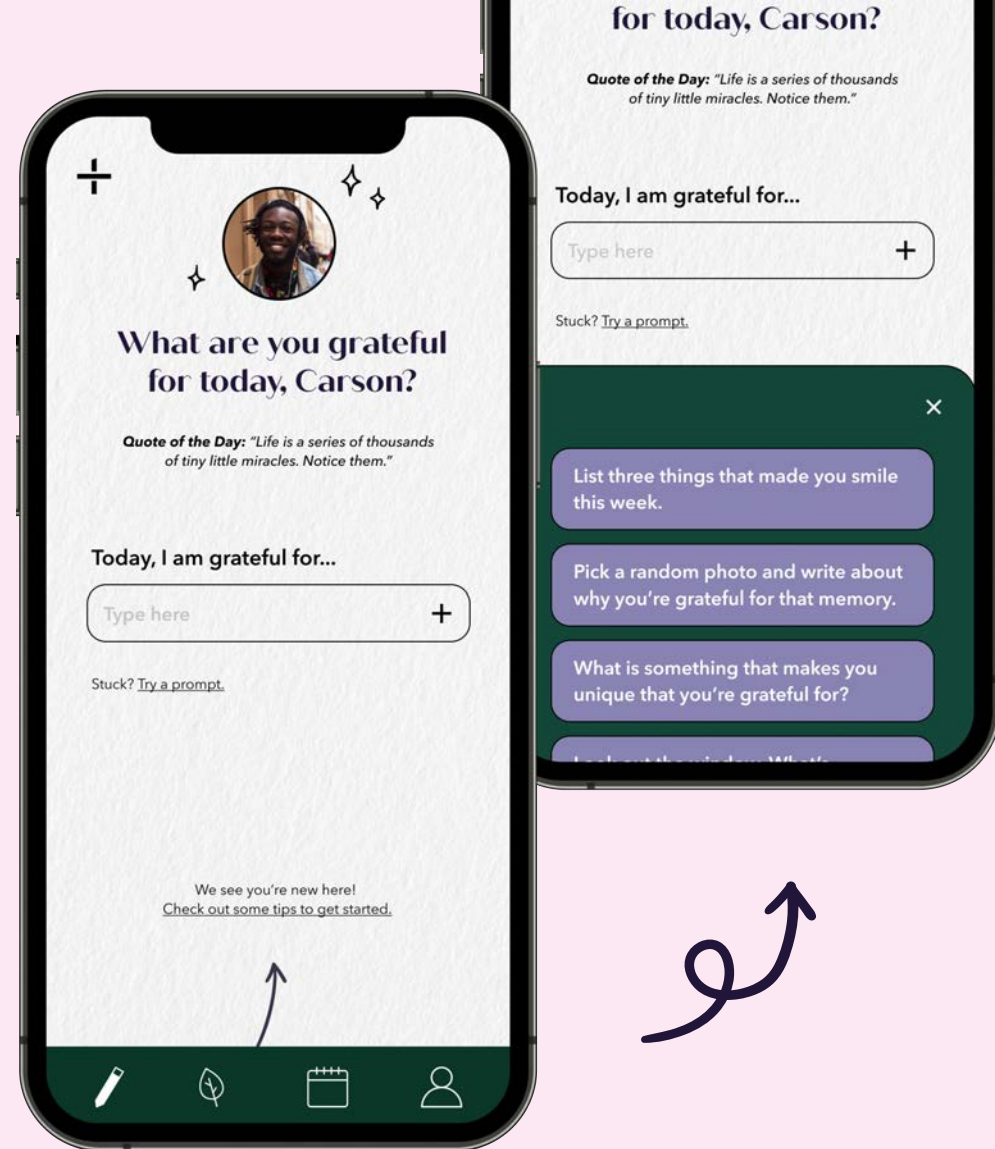 What are you grateful
for today, Carson?
Quote of the Day: “Life is a series of thousands
of tiny little miracles. Notice them.”
Today, I am grateful for...
Type here
Stuck? Try a prompt.
We see you’re new here!
Check out some tips to get started.
for today, Carson?
Quote of the Day: “Life is a series of thousands
of tiny little miracles. Notice them.”
Today, I am grateful for...
Type here
Stuck? Try a prompt.
List three things that made you smile
this week.
Pick a random photo and write about
why you’re grateful for that memory.
What is something that makes you
unique that you’re grateful for?
Look out the window. What’s